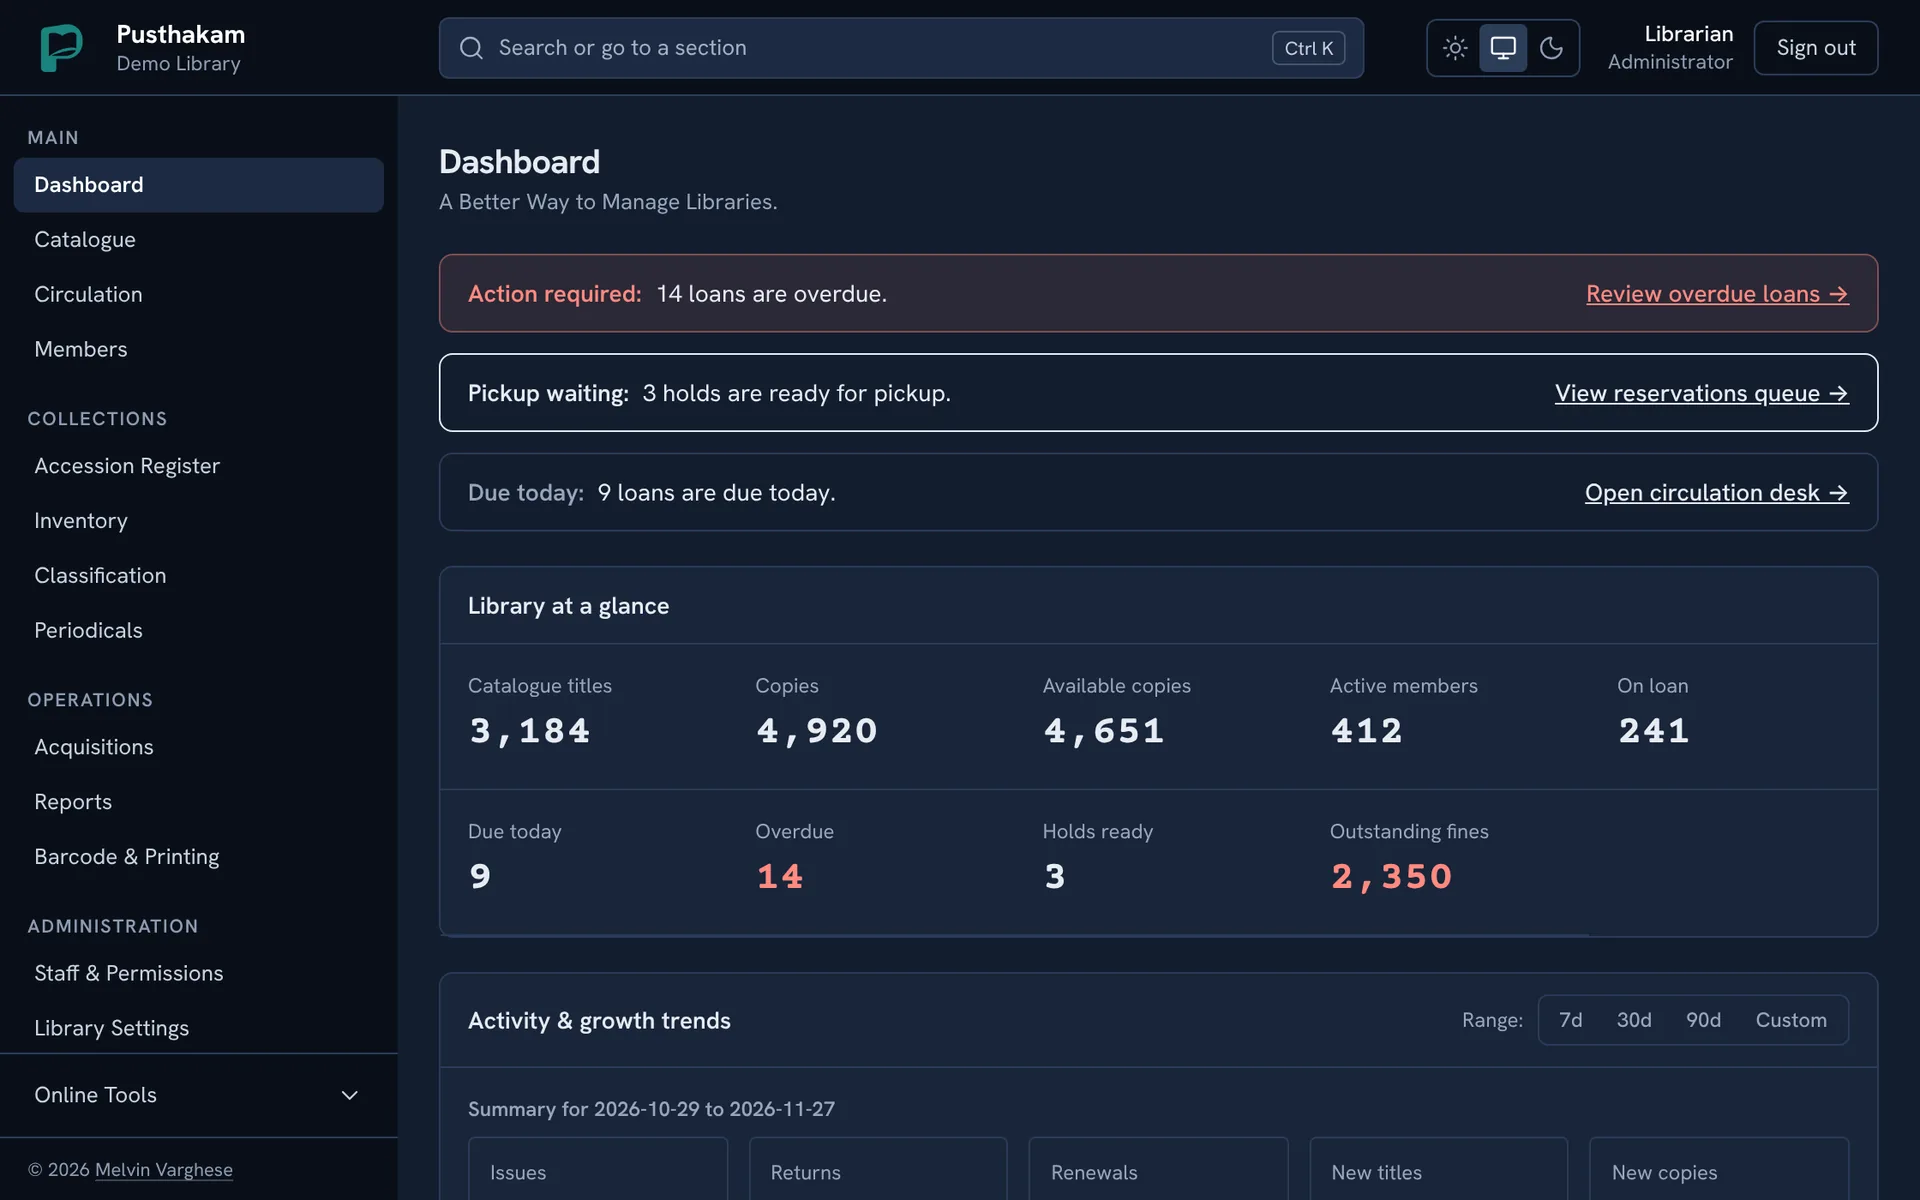 Pusthakam
Demo Library
Search or go to a section
Ctrl K
Librarian
Administrator
Sign out
MAIN
Dashboard
Catalogue
Circulation
Members
COLLECTIONS
Accession Register
Inventory
Classification
Periodicals
OPERATIONS
Acquisitions
Reports
Barcode & Printing
ADMINISTRATION
Staff & Permissions
Library Settings
Online Tools
© 2026 Melvin Varghese
Dashboard
A Better Way to Manage Libraries.
Action required: 14 loans are overdue.
Review overdue loans →
Pickup waiting: 3 holds are ready for pickup.
View reservations queue →
Due today: 9 loans are due today.
Open circulation desk →
Library at a glance
Catalogue titles
3,184
Copies
4,920
Available copies
4,651
Active members
412
On loan
241
Due today
9
Overdue
14
Holds ready
3
Outstanding fines
2,350
Activity & growth trends
Range: 7d 30d 90d Custom
Summary for 2026-10-29 to 2026-11-27
Issues
Returns
Renewals
New titles
New copies